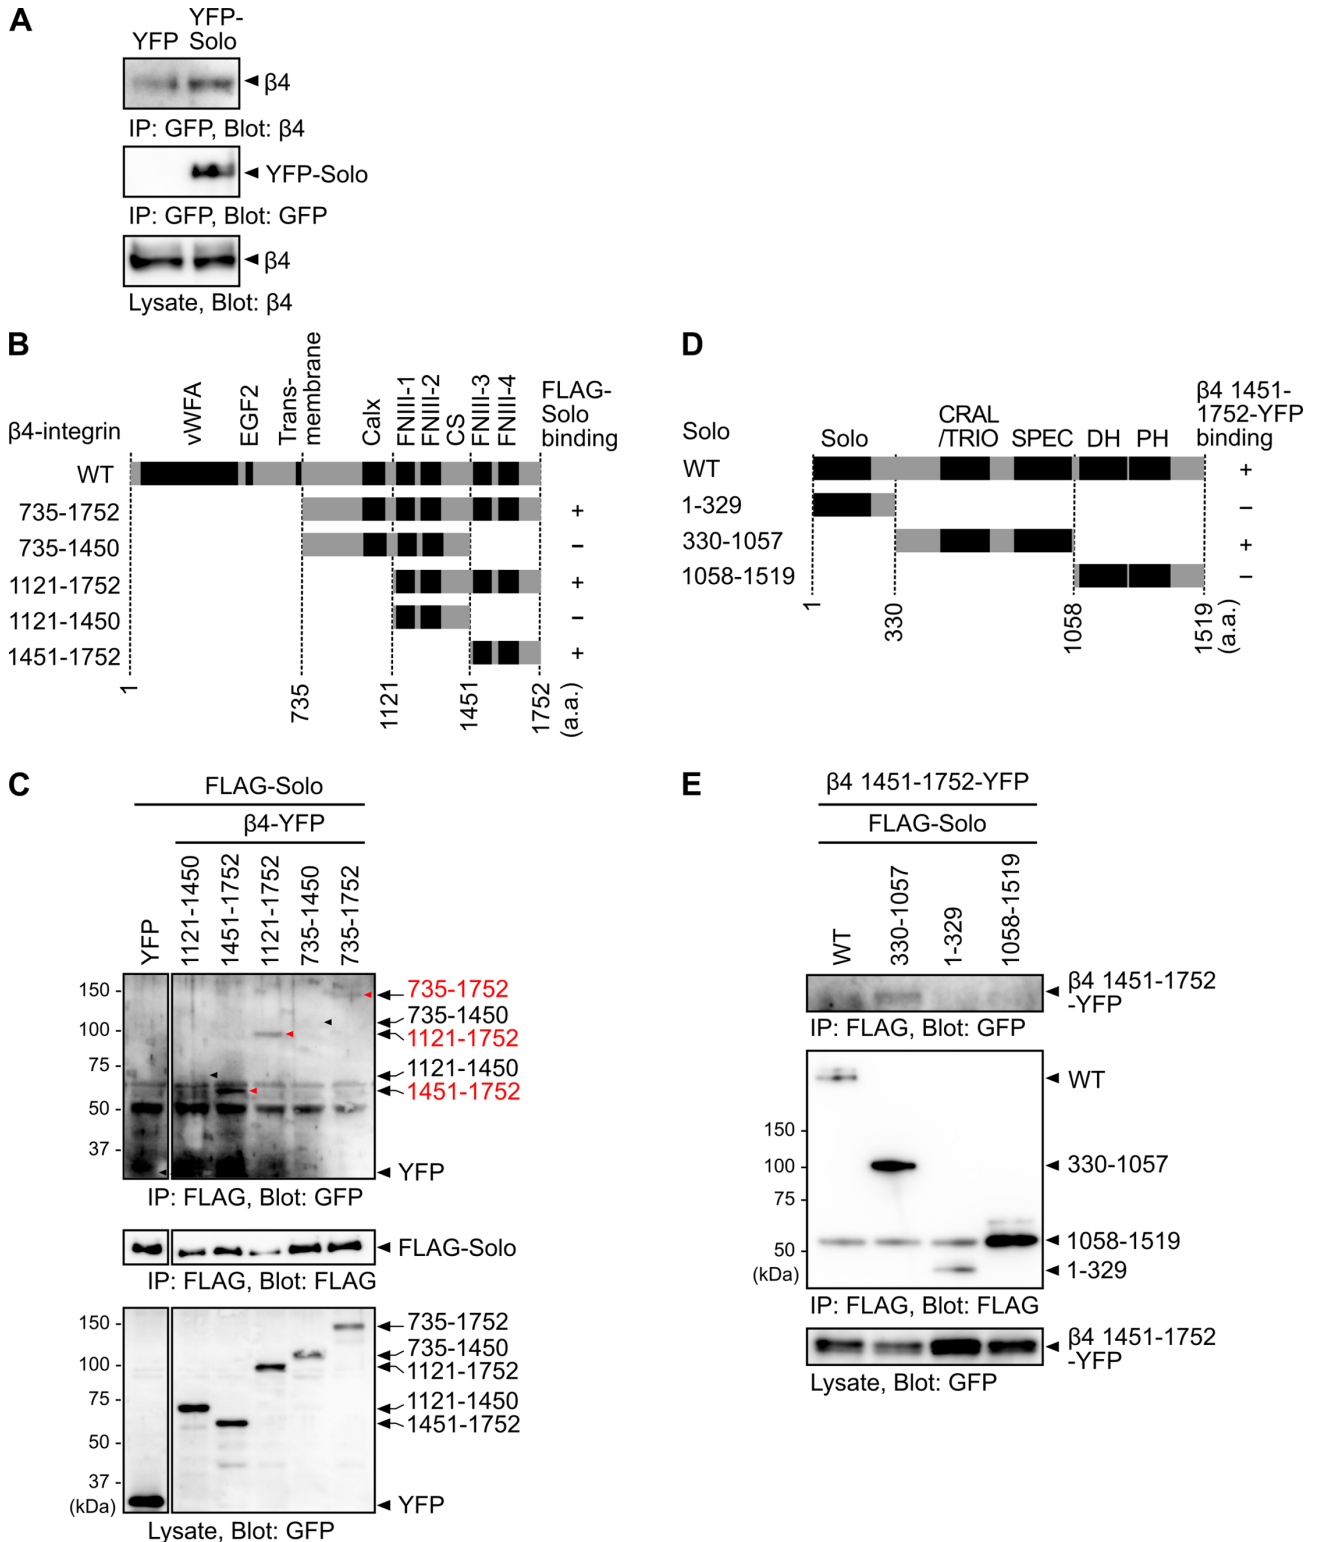 A
YFP
YFP-
Solo
β4
IP: GFP, Blot: β4
YFP-Solo
IP: GFP, Blot: GFP
β4
Lysate, Blot: β4
B
β4-integrin
vWFA
EGF2
Trans-
membrane
Calx
FNIII-1
FNIII-2
CS
FNIII-3
FNIII-4
FLAG-
Solo
binding
WT
735-1752 +
735-1450 −
1121-1752 +
1121-1450 −
1451-1752 +
1
735
1121
1451
1752
(a.a.)
C
FLAG-Solo
β4-YFP
YFP
1121-1450
1451-1752
1121-1752
735-1450
735-1752
150 -
100 -
75 -
50 -
37 -
735-1752
735-1450
1121-1752
1121-1450
1451-1752
YFP
IP: FLAG, Blot: GFP
FLAG-Solo
IP: FLAG, Blot: FLAG
150 -
100 -
75 -
50 -
37 -
(kDa)
735-1752
735-1450
1121-1752
1121-1450
1451-1752
YFP
Lysate, Blot: GFP
D
Solo
Solo
CRAL
/TRIO
SPEC
DH
PH
β4 1451-
1752-YFP
binding
WT +
1-329 −
330-1057 +
1058-1519 −
1
330
1058
1519
(a.a.)
E
β4 1451-1752-YFP
FLAG-Solo
WT
330-1057
1-329
1058-1519
β4 1451-1752
-YFP
IP: FLAG, Blot: GFP
150 -
100 -
75 -
50 -
(kDa)
WT
330-1057
1058-1519
1-329
IP: FLAG, Blot: FLAG
β4 1451-1752
-YFP
Lysate, Blot: GFP